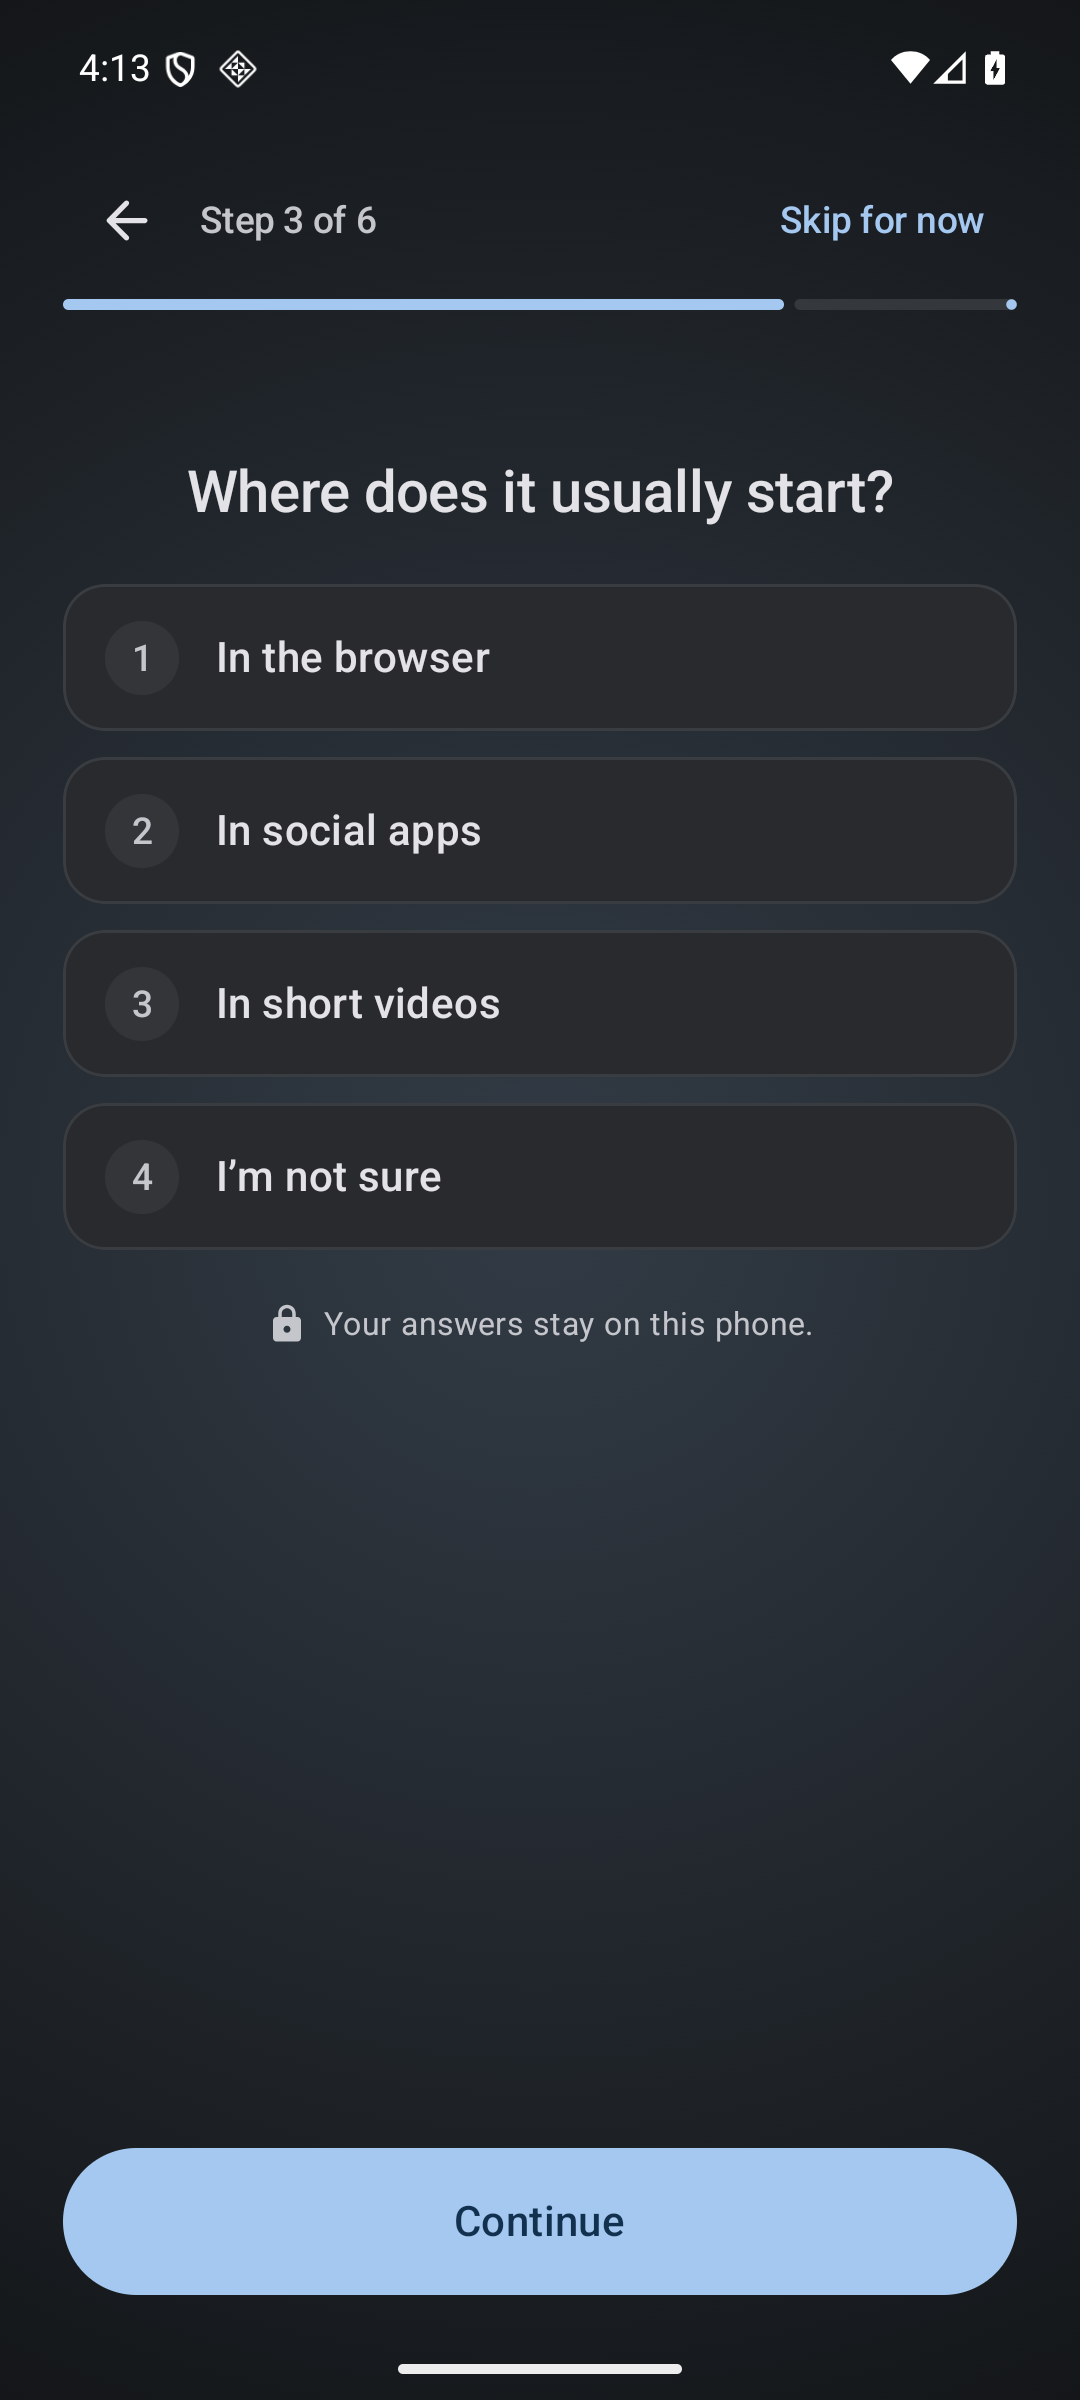 4:13
Step 3 of 6
Skip for now
Where does it usually start?
1 In the browser
2 In social apps
3 In short videos
4 I’m not sure
Your answers stay on this phone.
Continue